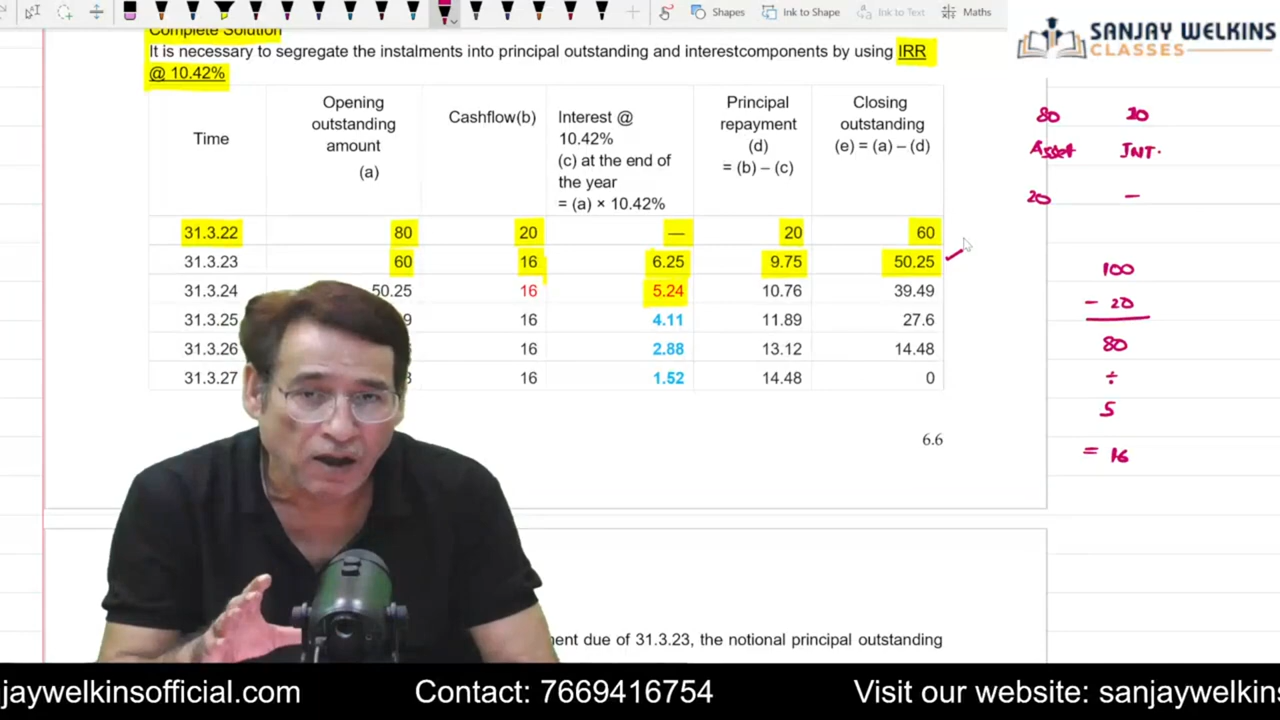 Shapes Ink to Shape Ink to Text Maths
SANJAY WELKINS
CLASSES
Complete Solution
It is necessary to segregate the instalments into principal outstanding and interestcomponents by using IRR
@ 10.42%
Time Opening outstanding amount (a) Cashflow(b) Interest @ 10.42% (c) at the end of the year = (a) × 10.42% Principal repayment (d) = (b) – (c) Closing outstanding (e) = (a) – (d)
31.3.22 80 20 — 20 60
31.3.23 60 16 6.25 9.75 50.25
31.3.24 50.25 16 5.24 10.76 39.49
31.3.25 9 16 4.11 11.89 27.6
31.3.26 16 2.88 13.12 14.48
31.3.27 16 1.52 14.48 0
6.6
80 20
Asset INT.
20 —
100
- 20
80
÷
5
= 16
ent due of 31.3.23, the notional principal outstanding
jaywelkinsofficial.com Contact: 7669416754 Visit our website: sanjaywelkins